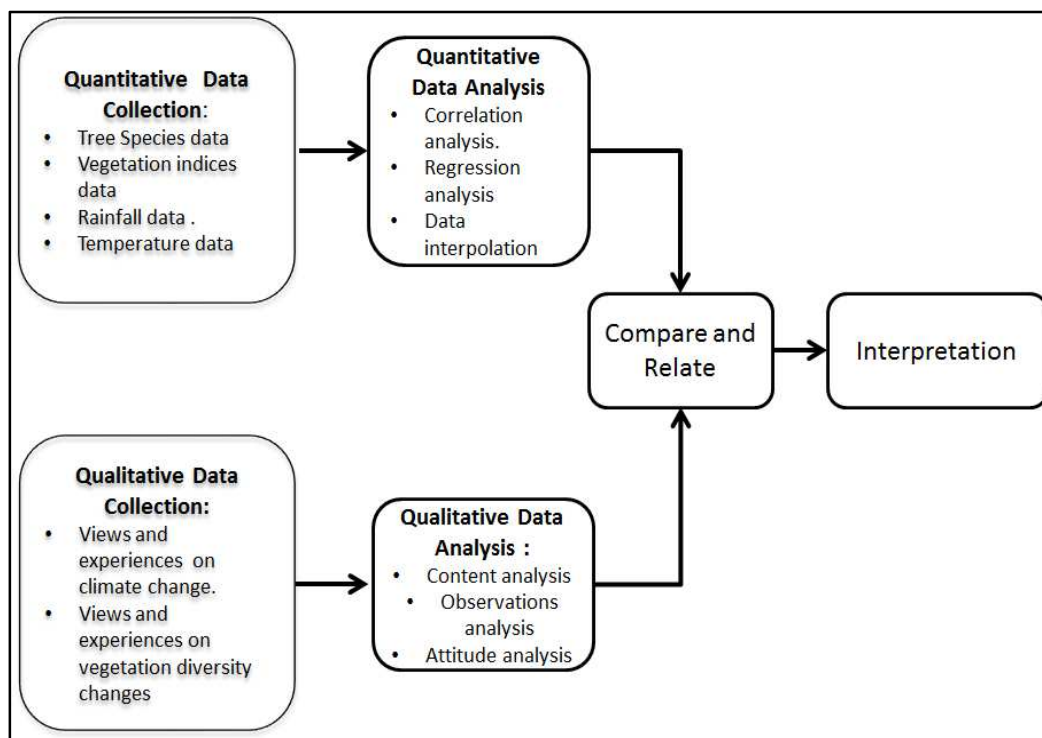 Quantitative Data
Collection:
• Tree Species data
• Vegetation indices
data
• Rainfall data .
• Temperature data
Quantitative
Data Analysis
• Correlation
analysis.
• Regression
analysis
• Data
interpolation
Compare and
Relate
Interpretation
Qualitative Data
Collection:
• Views and
experiences on
climate change.
• Views and
experiences on
vegetation diversity
changes
Qualitative Data
Analysis :
• Content analysis
• Observations
analysis
• Attitude analysis